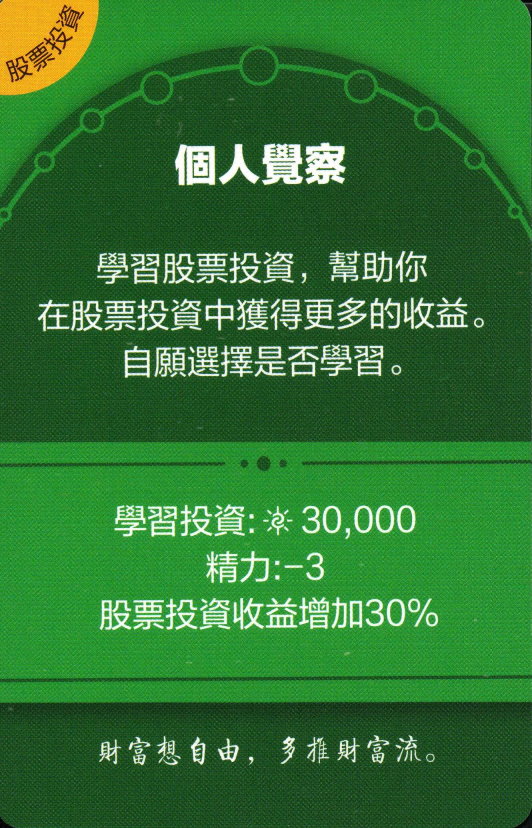 股票投資
個人覺察
學習股票投資，幫助你
在股票投資中獲得更多的收益。
自願選擇是否學習。
學習投資: 30,000
精力:-3
股票投資收益增加30%
財富想自由，多推財富流。